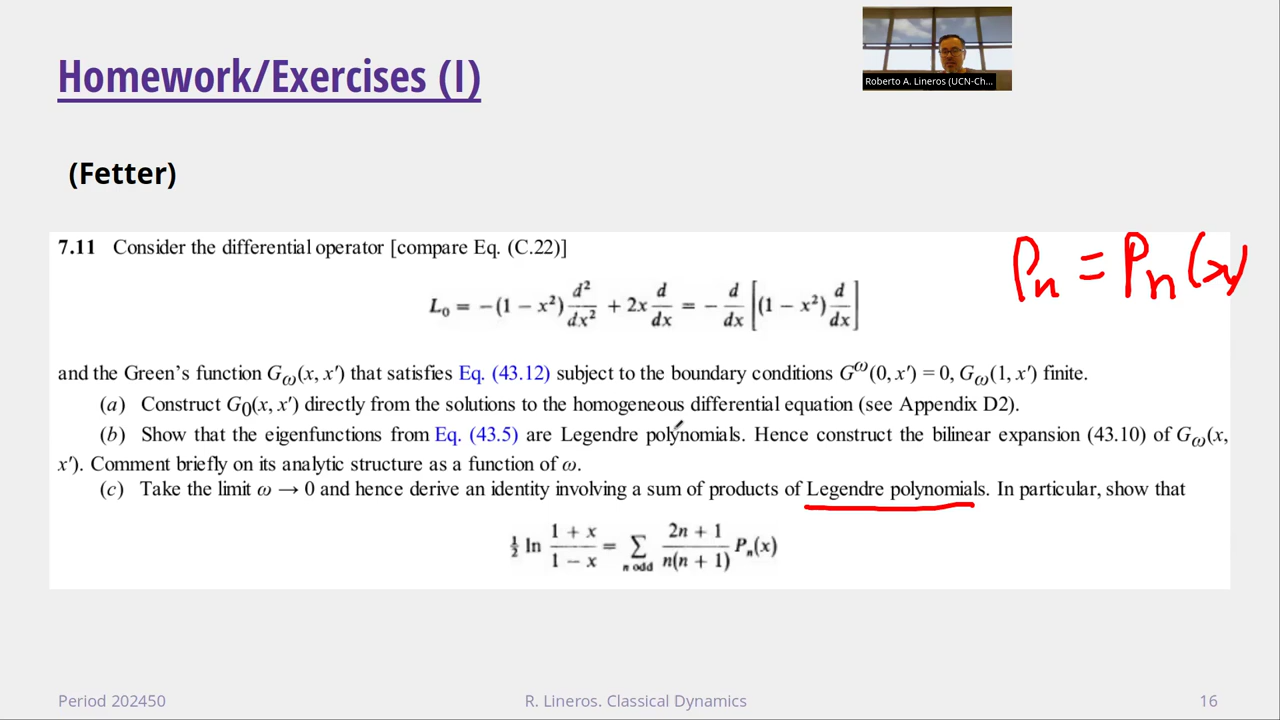 Homework/Exercises (I)
Roberto A. Lineros (UCN-Ch...
(Fetter)
Pn = Pn(x)
7.11 Consider the differential operator [compare Eq. (C.22)]
L₀ = −(1 − x²) d²/dx² + 2x d/dx = − d/dx [(1 − x²) d/dx]
and the Green's function Gω(x, x′) that satisfies Eq. (43.12) subject to the boundary conditions G^ω(0, x′) = 0, Gω(1, x′) finite.
(a) Construct G₀(x, x′) directly from the solutions to the homogeneous differential equation (see Appendix D2).
(b) Show that the eigenfunctions from Eq. (43.5) are Legendre polynomials. Hence construct the bilinear expansion (43.10) of Gω(x,
x′). Comment briefly on its analytic structure as a function of ω.
(c) Take the limit ω → 0 and hence derive an identity involving a sum of products of Legendre polynomials. In particular, show that
½ ln (1 + x)/(1 − x) = Σ n odd (2n + 1)/(n(n + 1)) Pn(x)
Period 202450
R. Lineros. Classical Dynamics
16